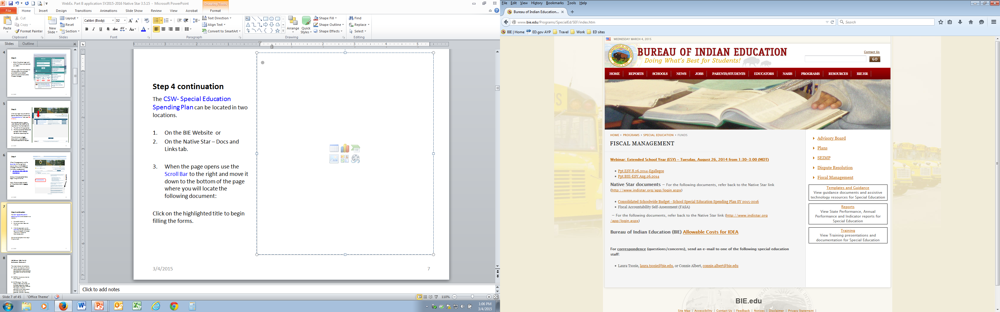 WebEx. Part B application SY2015-2016 Native Star 3.5.15 - Microsoft PowerPoint
Drawing Tools
File Home Insert Design Transitions Animations Slide Show Review View Acrobat Format
Paste
Cut
Copy
Format Painter
Clipboard
New Slide
Layout
Reset
Section
Slides
Calibri (Body) 32
Font
Paragraph
Text Direction
Align Text
Convert to SmartArt
Arrange
Quick Styles
Shape Fill
Shape Outline
Shape Effects
Drawing
Find
Replace
Select
Editing
Slides Outline
4
5
6
7
8
Step 4 continuation
The CSW- Special Education
Spending Plan can be located in two
locations.
1. On the BIE Website or
2. On the Native Star – Docs and
Links tab.
3. When the page opens use the
Scroll Bar to the right and move it
down to the bottom of the page
where you will locate the
following document:
Click on the highlighted title to begin
filling the forms.
3/4/2015
7
Click to add notes
Slide 7 of 45 "Office Theme" 110%
1:06 PM
3/4/2015
File Edit View History Bookmarks Tools Help
Bureau of Indian Education...
www.bie.edu/Programs/SpecialEd/SEF/index.htm
Search
BIE | Home ED.gov AYP Travel Work ED sites
WEDNESDAY MARCH 4, 2015
BUREAU OF INDIAN EDUCATION
Doing What's Best for Students!
Contact Us
GO
HOME REPORTS SCHOOLS NEWS JOBS PARENTS/STUDENTS EDUCATORS NASIS PROGRAMS RESOURCES BIE HR
HOME PROGRAMS SPECIAL EDUCATION FUNDS
FISCAL MANAGEMENT
Webinar: Extended School Year (ESY) – Tuesday, August 26, 2014 from 1:30–3:00 (MDT)
Ppt.ESY.8.26.2014-Egallegos
Ppt.BIE-ESY.Aug.26.2014
Native Star documents – For the following documents, refer back to the Native Star link
(http://www.indistar.org/app/login.aspx)
Consolidated Schoolwide Budget - School Special Education Spending Plan SY 2015-2016
Fiscal Accountability Self-Assessment (FASA)
– For the following documents, refer back to the Native Star link (http://www.indistar.org
/app/login.aspx)
Bureau of Indian Education (BIE) Allowable Costs for IDEA
For correspondence (questions/concerns), send an e-mail to one of the following special education
staff:
Laura Tsosie, laura.tsosie@bie.edu, or Connie Albert, connie.albert@bie.edu
Advisory Board
Plans
SEIMP
Dispute Resolution
Fiscal Management
Templates and Guidance
View guidance documents and assistive
technology resources for Special Education
Reports
View State Performance, Annual
Performance and Indicator reports for
Special Education
Training
View Training presentations and
documentation for Special Education
BIE.edu
Site Map | Accessibility | Contact Us | Feedback | Notices | Disclaimer | Privacy Statement |